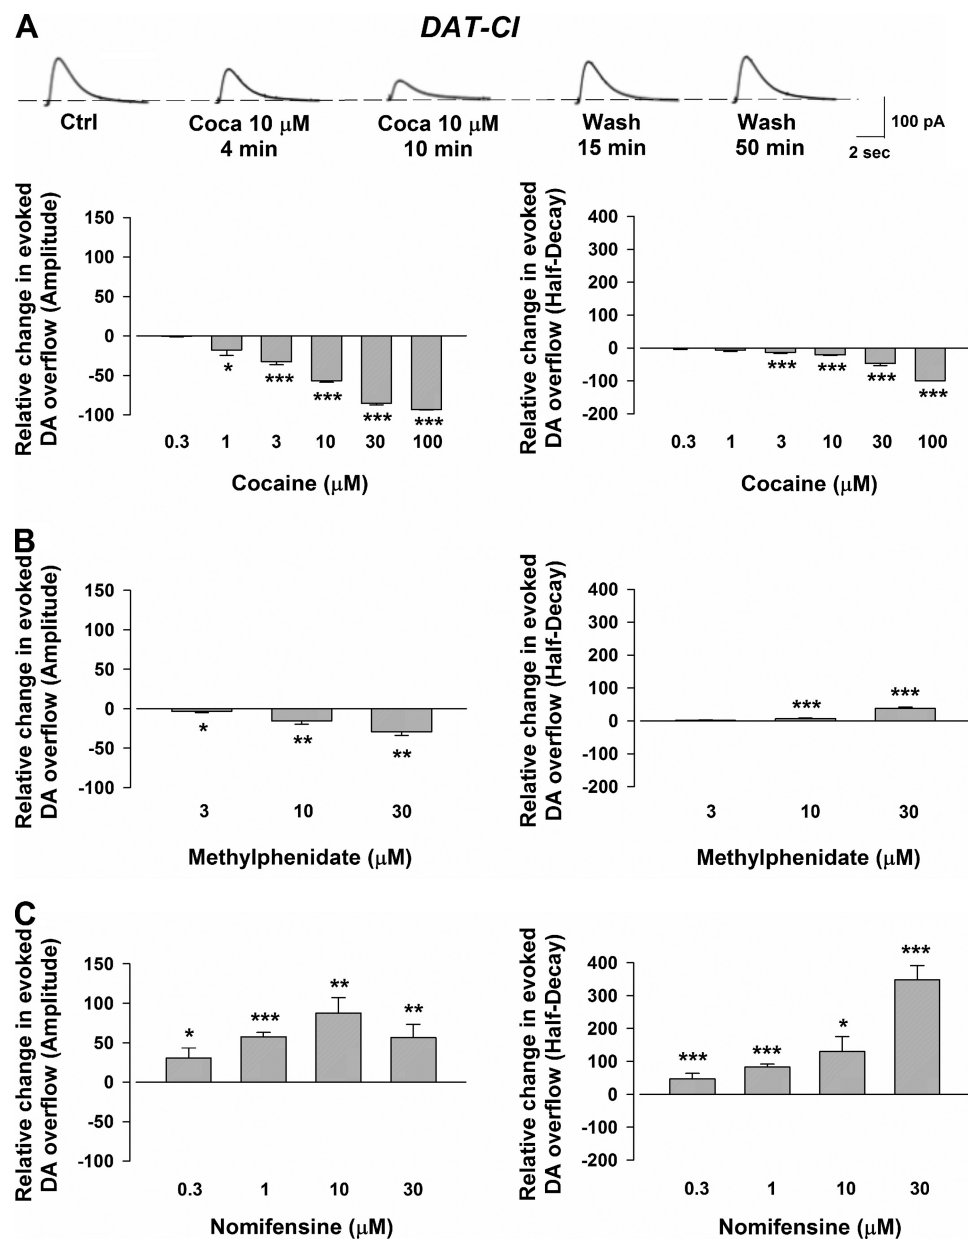 A
DAT-CI
Ctrl
Coca 10 μM
4 min
Coca 10 μM
10 min
Wash
15 min
Wash
50 min
100 pA
2 sec
Relative change in evoked
DA overflow (Amplitude)
150
100
50
0
-50
-100
*
***
***
***
***
0.3 1 3 10 30 100
Cocaine (μM)
Relative change in evoked
DA overflow (Half-Decay)
400
300
200
100
0
-100
-200
***
***
***
***
0.3 1 3 10 30 100
Cocaine (μM)
B
Relative change in evoked
DA overflow (Amplitude)
150
100
50
0
-50
-100
*
**
**
3 10 30
Methylphenidate (μM)
Relative change in evoked
DA overflow (Half-Decay)
400
300
200
100
0
-100
-200
***
***
3 10 30
Methylphenidate (μM)
C
Relative change in evoked
DA overflow (Amplitude)
150
100
50
0
-50
-100
*
***
**
**
0.3 1 10 30
Nomifensine (μM)
Relative change in evoked
DA overflow (Half-Decay)
400
300
200
100
0
-100
-200
***
***
*
***
0.3 1 10 30
Nomifensine (μM)